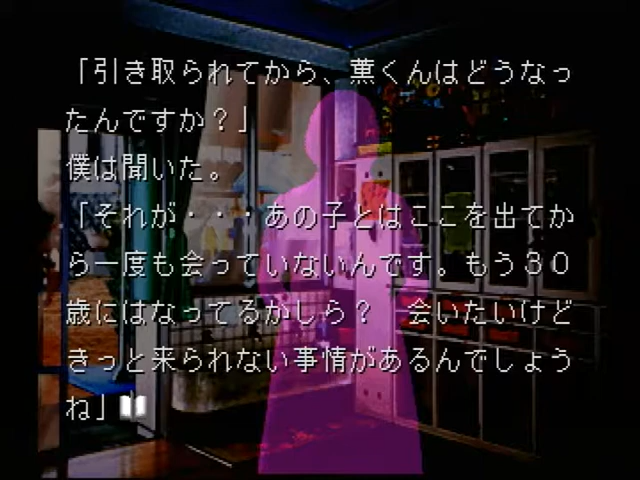 「引き取られてから、薫くんはどうなっ
たんですか？」
僕は聞いた。
「それが・・・あの子とはここを出てか
ら一度も会っていないんです。もう３０
歳にはなってるかしら？　会いたいけど
きっと来られない事情があるんでしょう
ね」